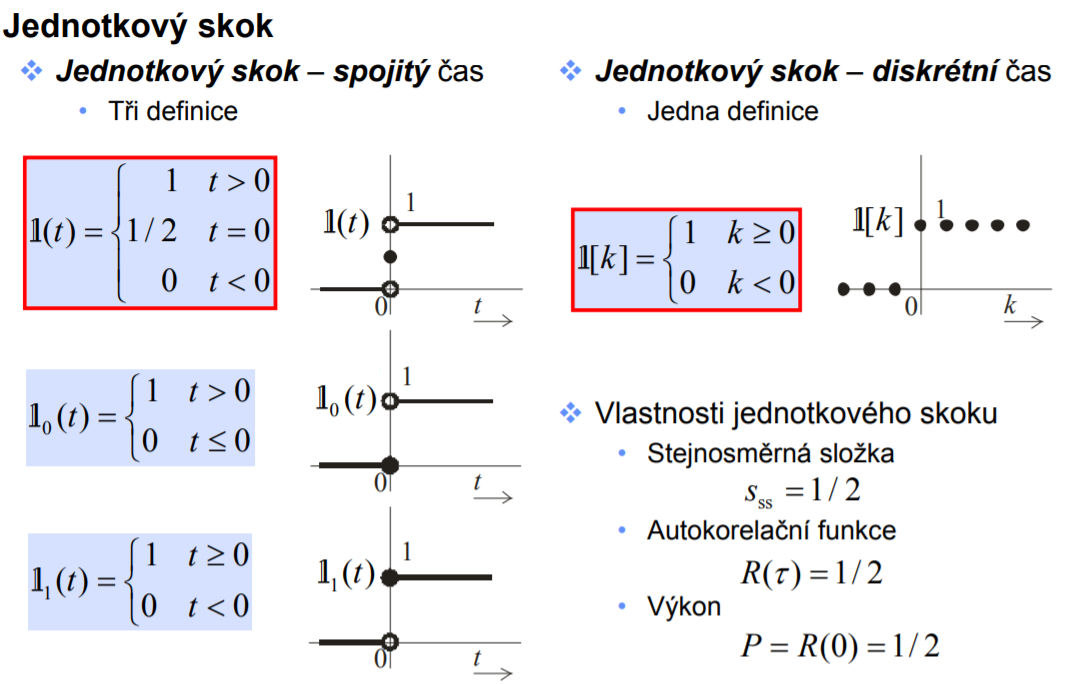 Jednotkový skok
❖ Jednotkový skok – spojitý čas
• Tři definice
𝟙(t) = { 1 t > 0
1/2 t = 0
0 t < 0
𝟙(t) 1
0 t
𝟙₀(t) = { 1 t > 0
0 t ≤ 0
𝟙₀(t) 1
0 t
𝟙₁(t) = { 1 t ≥ 0
0 t < 0
𝟙₁(t) 1
0 t
❖ Jednotkový skok – diskrétní čas
• Jedna definice
𝟙[k] = { 1 k ≥ 0
0 k < 0
𝟙[k] 1
0 k
❖ Vlastnosti jednotkového skoku
• Stejnosměrná složka
s_ss = 1/2
• Autokorelační funkce
R(τ) = 1/2
• Výkon
P = R(0) = 1/2